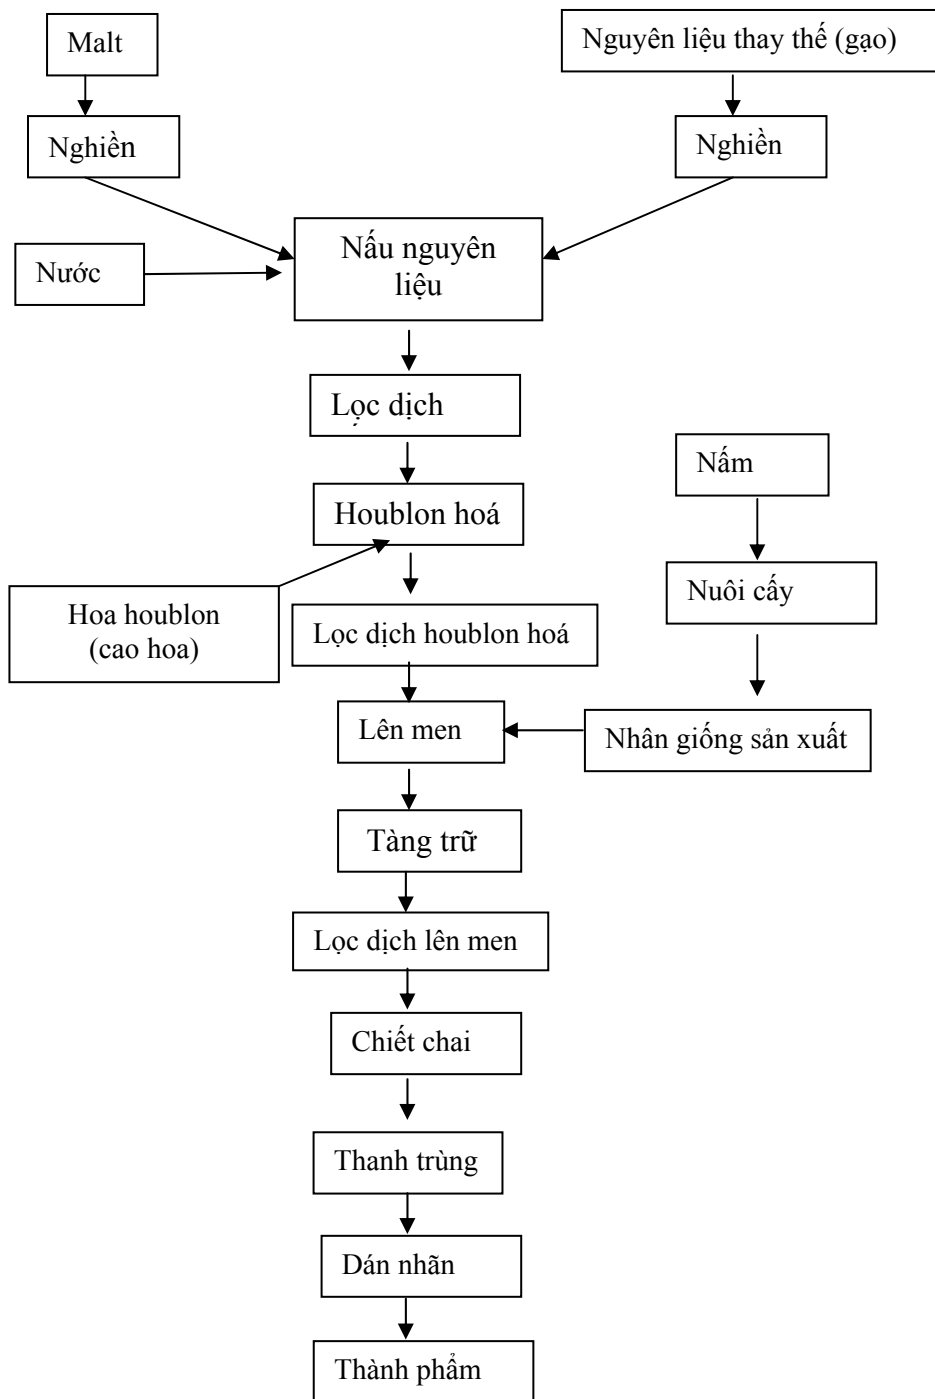 Malt
Nguyên liệu thay thế (gạo)
Nghiền
Nghiền
Nước
Nấu nguyên
liệu
Lọc dịch
Nấm
Houblon hoá
Nuôi cấy
Hoa houblon
(cao hoa)
Lọc dịch houblon hoá
Lên men
Nhân giống sản xuất
Tàng trữ
Lọc dịch lên men
Chiết chai
Thanh trùng
Dán nhãn
Thành phẩm